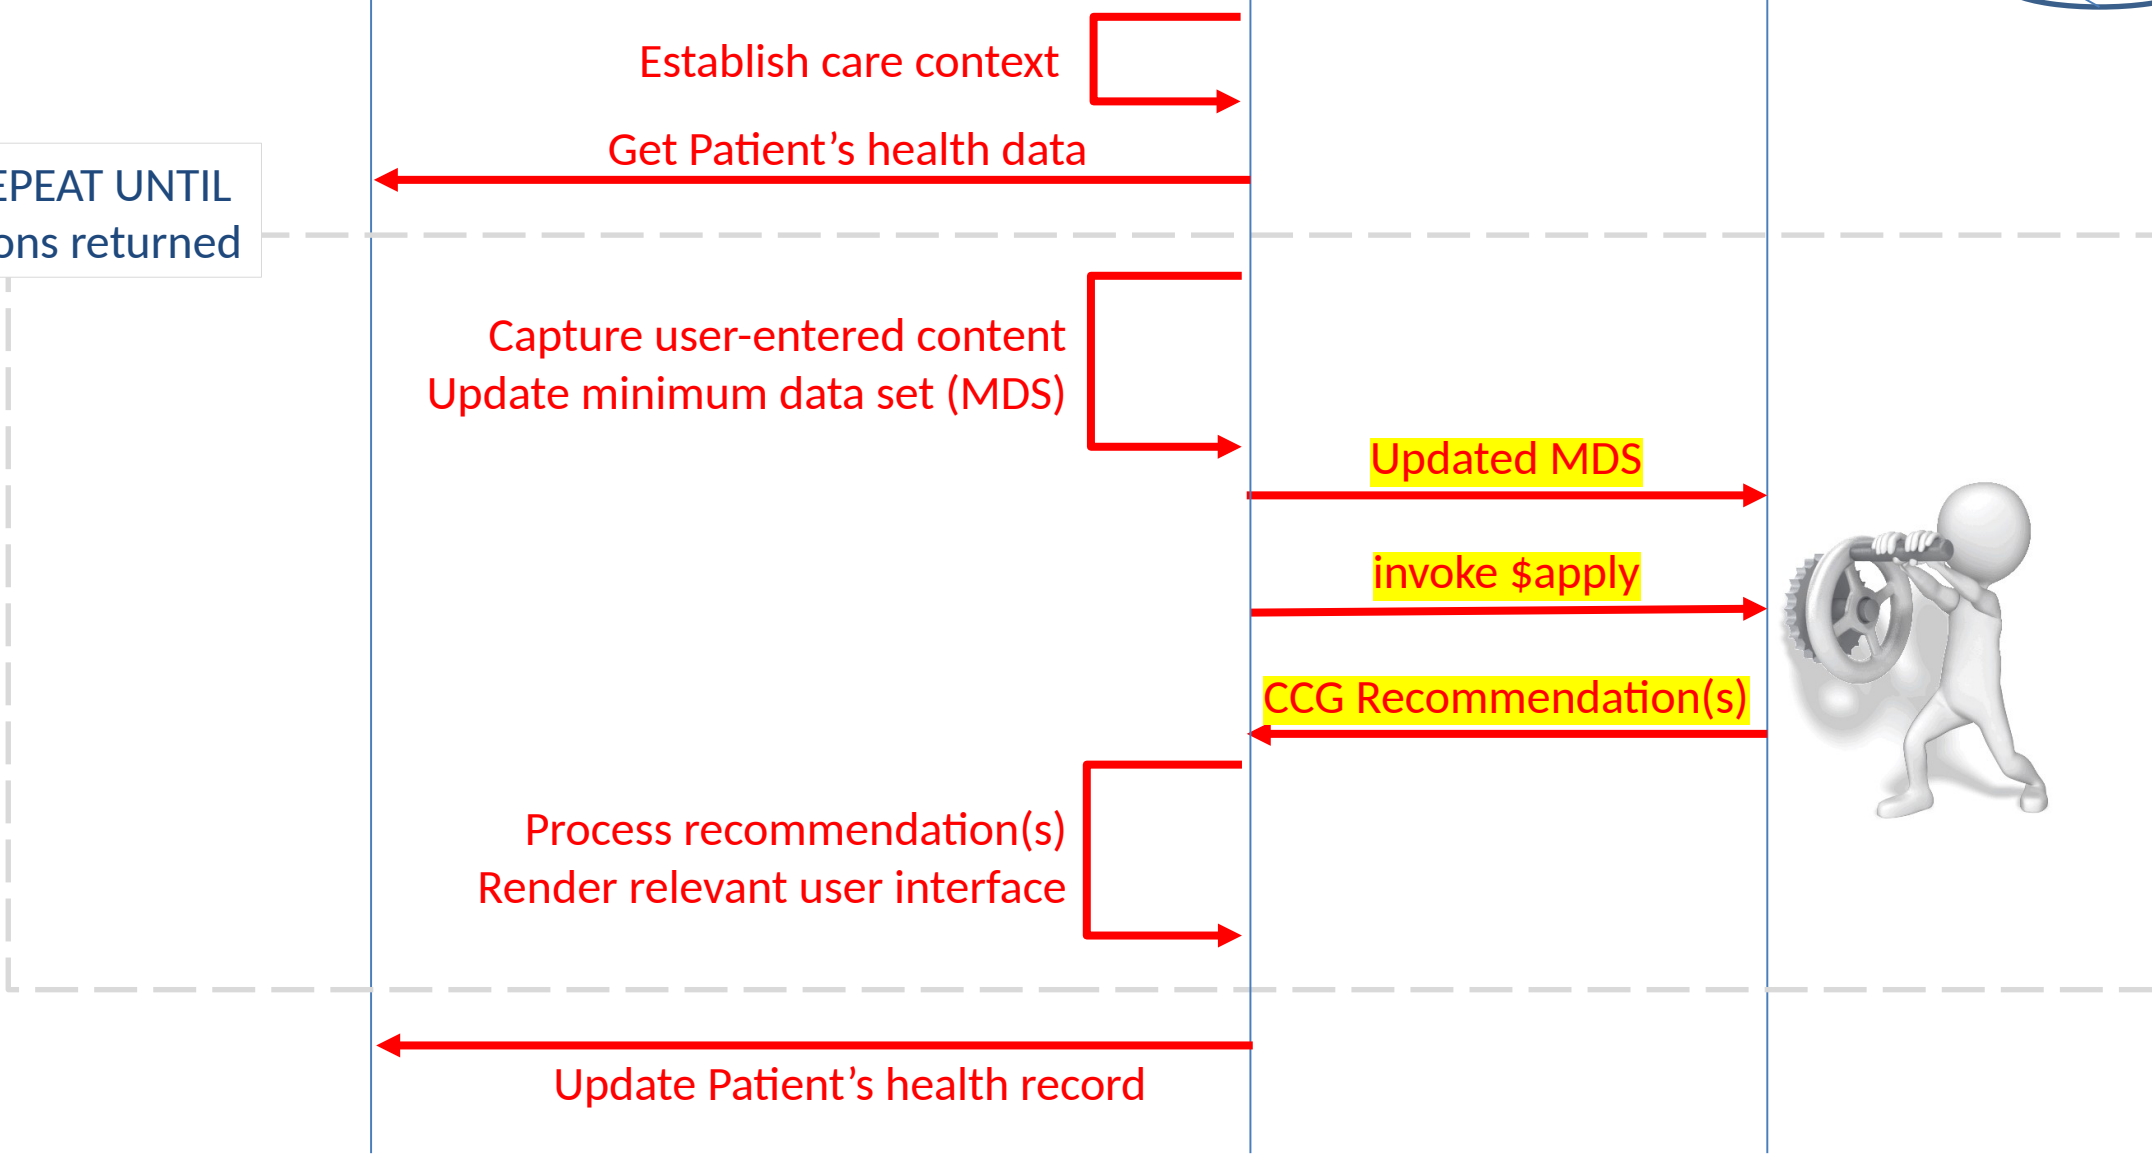 Establish care context
Get Patient’s health data
EPEAT UNTIL
ons returned
Capture user-entered content
Update minimum data set (MDS)
Updated MDS
invoke $apply
CCG Recommendation(s)
Process recommendation(s)
Render relevant user interface
Update Patient’s health record